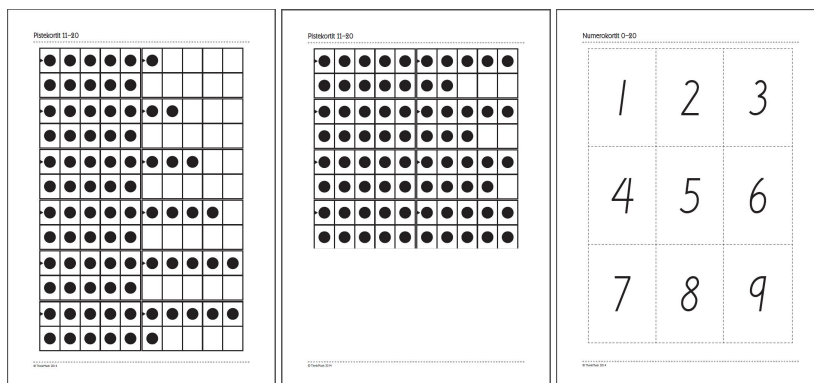 Pistekortit 11-20
Pistekortit 11-20
Numerokortit 0-20
1 2 3
4 5 6
7 8 9